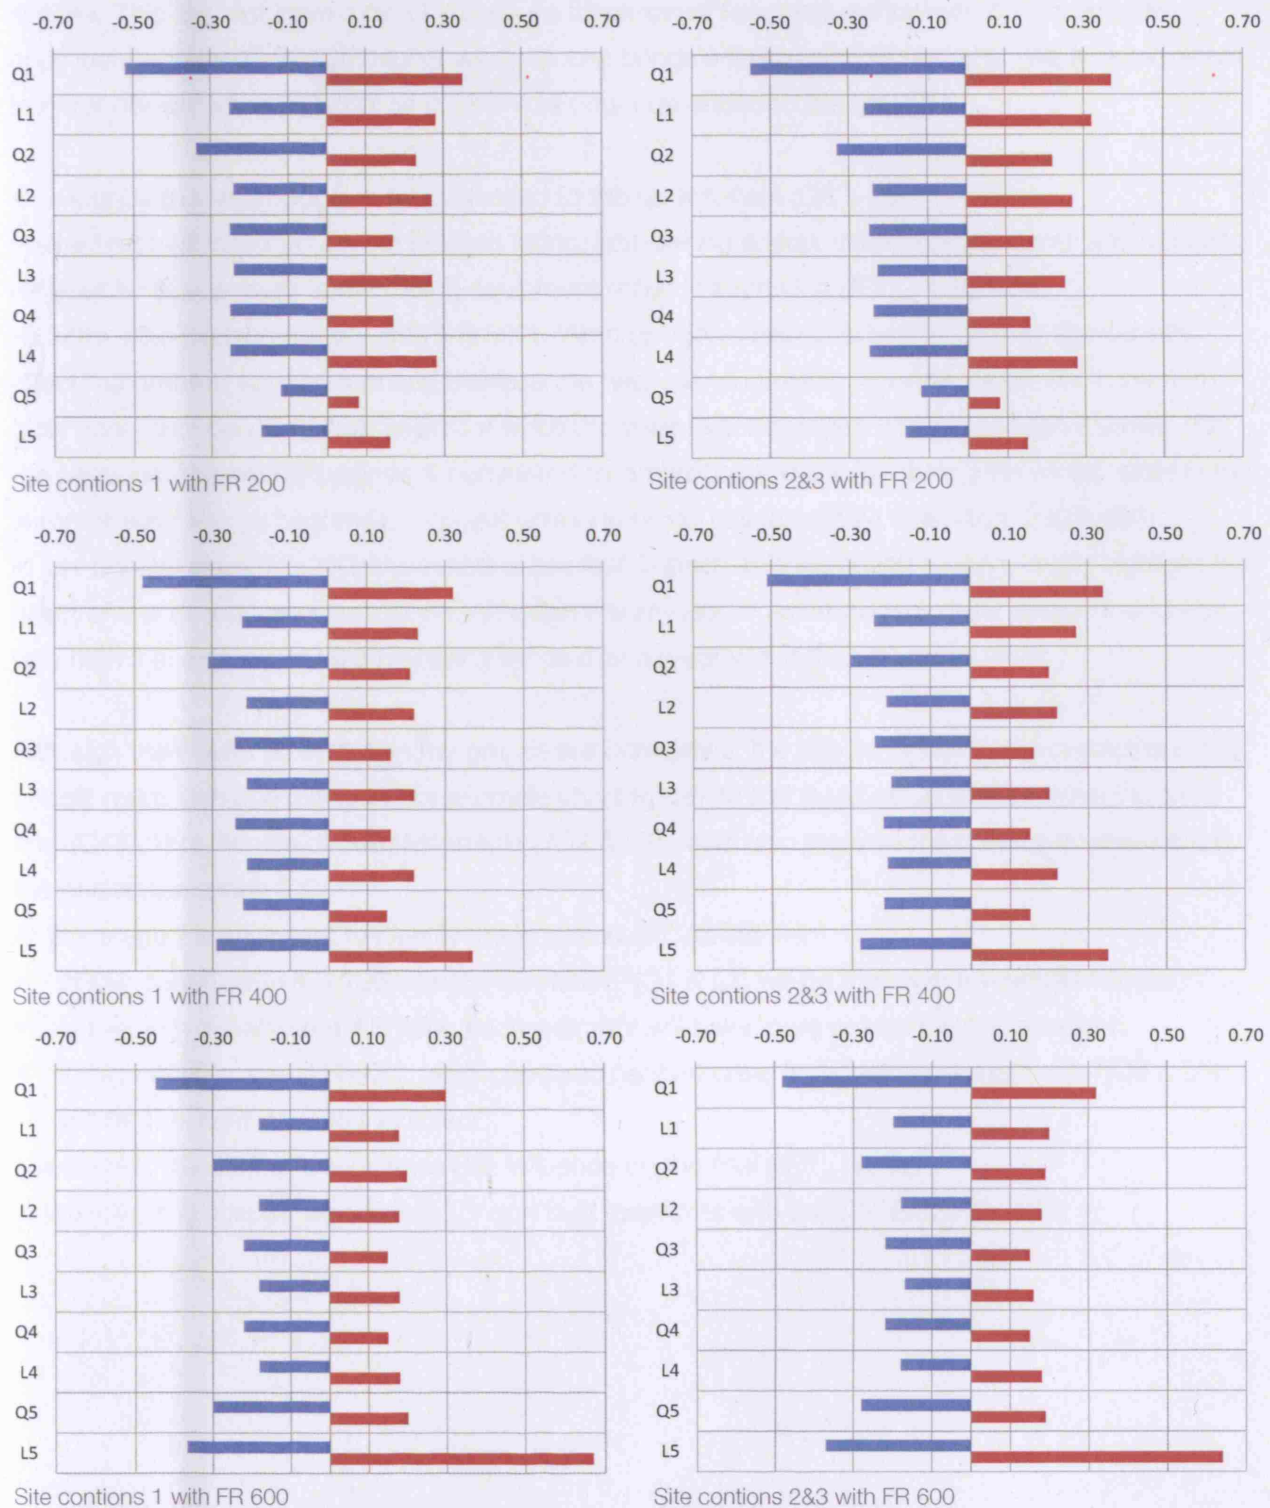 -0.70 -0.50 -0.30 -0.10 0.10 0.30 0.50 0.70
Q1
L1
Q2
L2
Q3
L3
Q4
L4
Q5
L5
Site contions 1 with FR 200
-0.70 -0.50 -0.30 -0.10 0.10 0.30 0.50 0.70
Q1
L1
Q2
L2
Q3
L3
Q4
L4
Q5
L5
Site contions 2&3 with FR 200
-0.70 -0.50 -0.30 -0.10 0.10 0.30 0.50 0.70
Q1
L1
Q2
L2
Q3
L3
Q4
L4
Q5
L5
Site contions 1 with FR 400
-0.70 -0.50 -0.30 -0.10 0.10 0.30 0.50 0.70
Q1
L1
Q2
L2
Q3
L3
Q4
L4
Q5
L5
Site contions 2&3 with FR 400
-0.70 -0.50 -0.30 -0.10 0.10 0.30 0.50 0.70
Q1
L1
Q2
L2
Q3
L3
Q4
L4
Q5
L5
Site contions 1 with FR 600
-0.70 -0.50 -0.30 -0.10 0.10 0.30 0.50 0.70
Q1
L1
Q2
L2
Q3
L3
Q4
L4
Q5
L5
Site contions 2&3 with FR 600